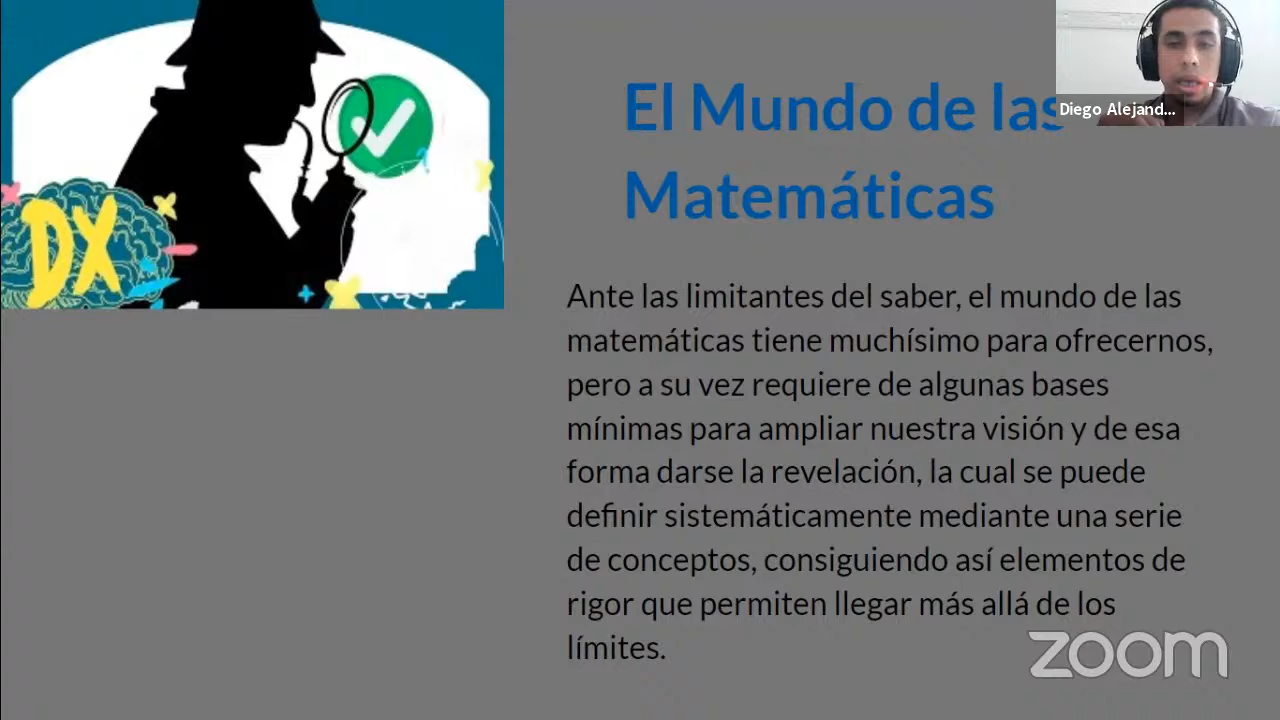 El Mundo de las
Matemáticas
Diego Alejand...
DX
Ante las limitantes del saber, el mundo de las
matemáticas tiene muchísimo para ofrecernos,
pero a su vez requiere de algunas bases
mínimas para ampliar nuestra visión y de esa
forma darse la revelación, la cual se puede
definir sistemáticamente mediante una serie
de conceptos, consiguiendo así elementos de
rigor que permiten llegar más allá de los
límites.
zoom